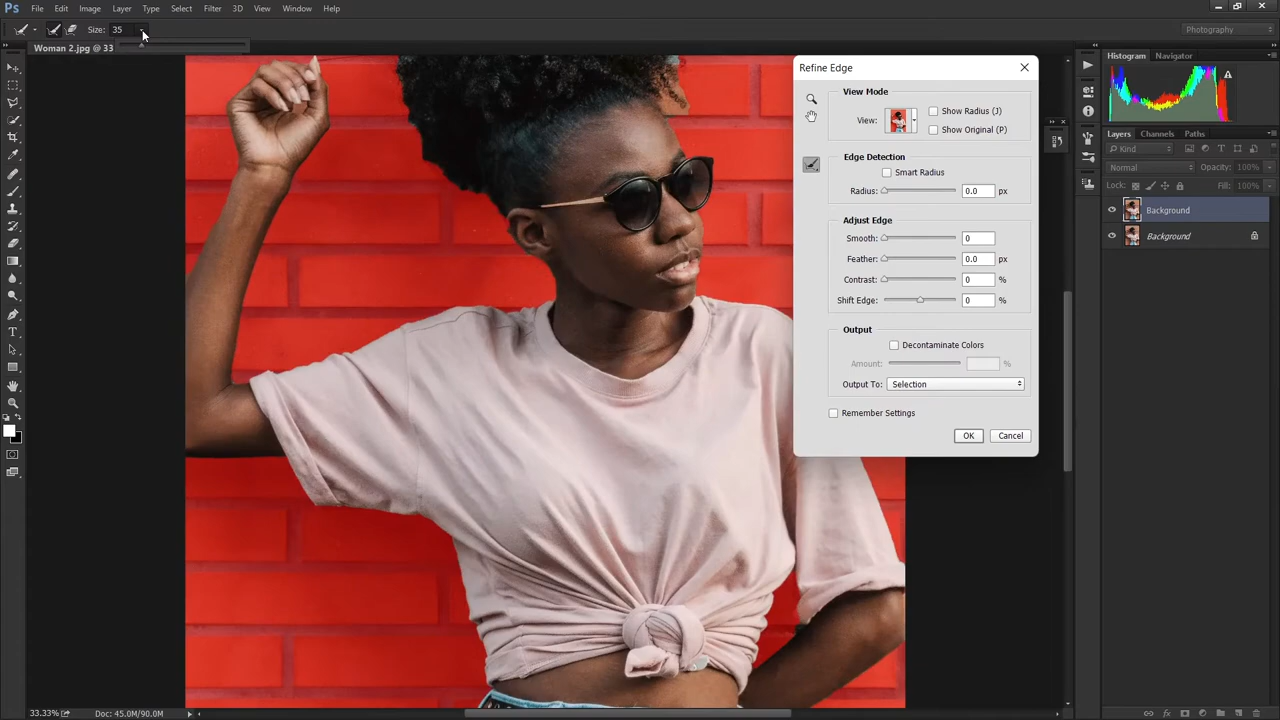 Ps File Edit Image Layer Type Select Filter 3D View Window Help
Size: 35 Photography
Woman 2.jpg @ 33
Refine Edge
View Mode
View: Show Radius (J)
Show Original (P)
Edge Detection
Smart Radius
Radius: 0.0 px
Adjust Edge
Smooth: 0
Feather: 0.0 px
Contrast: 0 %
Shift Edge: 0 %
Output
Decontaminate Colors
Amount: %
Output To: Selection
Remember Settings
OK Cancel
Histogram Navigator
Layers Channels Paths
Kind
Normal Opacity: 100%
Lock: Fill: 100%
Background
Background
33.33% Doc: 45.0M/90.0M